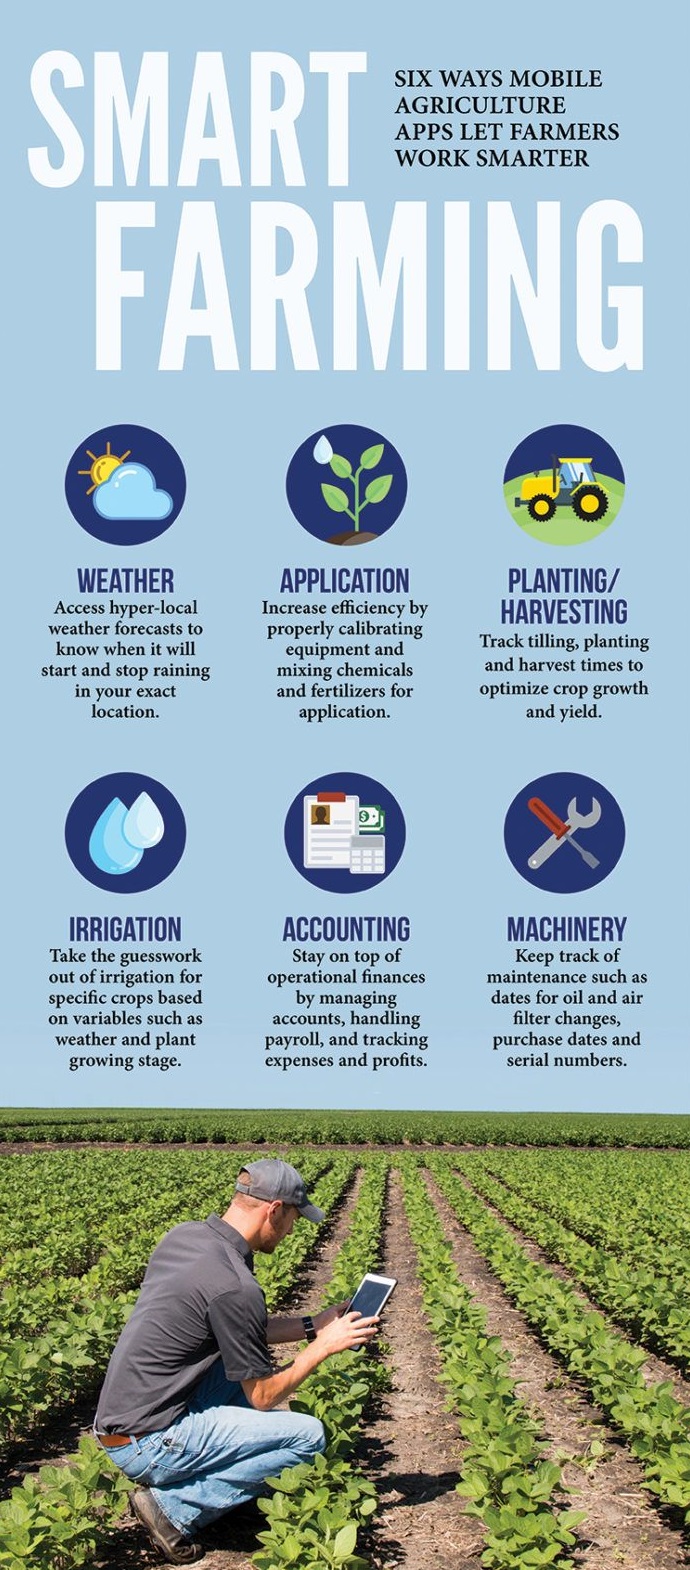 SMART
SIX WAYS MOBILE
AGRICULTURE
APPS LET FARMERS
WORK SMARTER
FARMING
WEATHER
Access hyper-local
weather forecasts to
know when it will
start and stop raining
in your exact
location.
APPLICATION
Increase efficiency by
properly calibrating
equipment and
mixing chemicals
and fertilizers for
application.
PLANTING/
HARVESTING
Track tilling, planting
and harvest times to
optimize crop growth
and yield.
IRRIGATION
Take the guesswork
out of irrigation for
specific crops based
on variables such as
weather and plant
growing stage.
ACCOUNTING
Stay on top of
operational finances
by managing
accounts, handling
payroll, and tracking
expenses and profits.
MACHINERY
Keep track of
maintenance such as
dates for oil and air
filter changes,
purchase dates and
serial numbers.